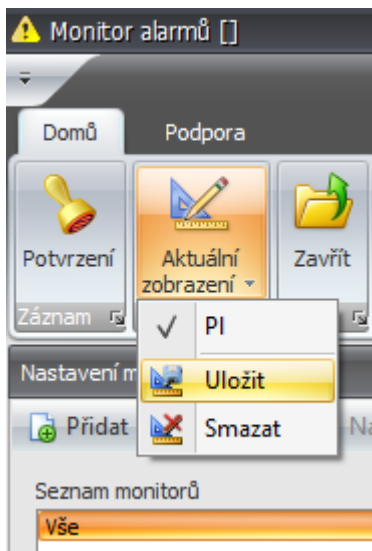 Monitor alarmů []
Domů Podpora
Potvrzení Aktuální zobrazení Zavřít
Záznam
PI
Nastavení m
Uložit
Přidat Smazat Na
Seznam monitorů
Vše